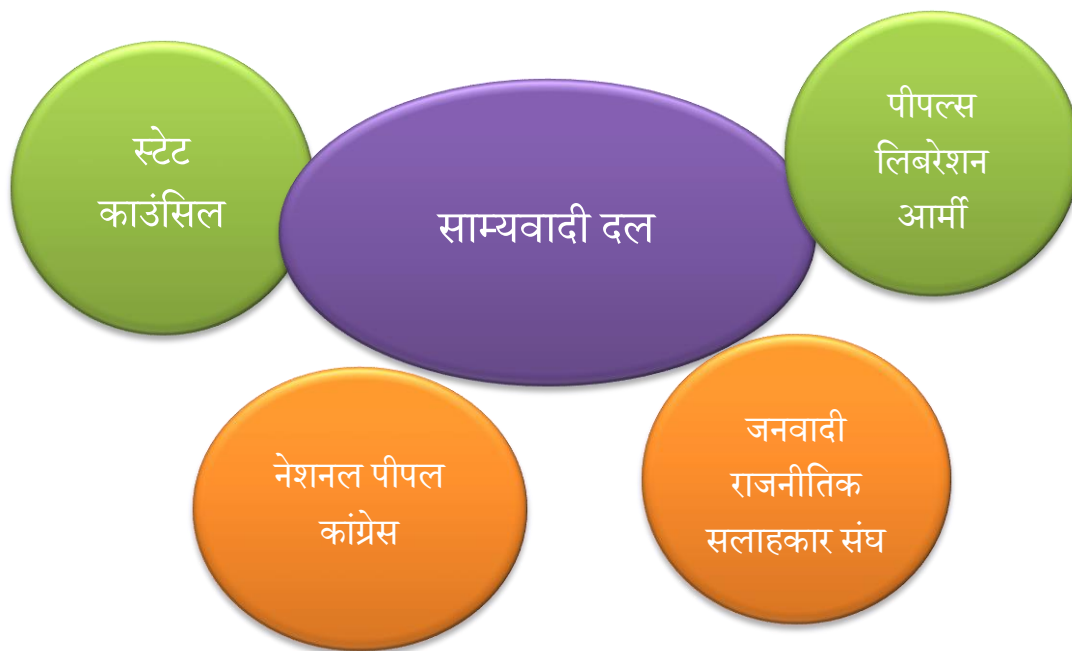 स्टेट
काउंसिल
साम्यवादी दल
पीपल्स
लिबरेशन
आर्मी
नेशनल पीपल
कांग्रेस
जनवादी
राजनीतिक
सलाहकार संघ